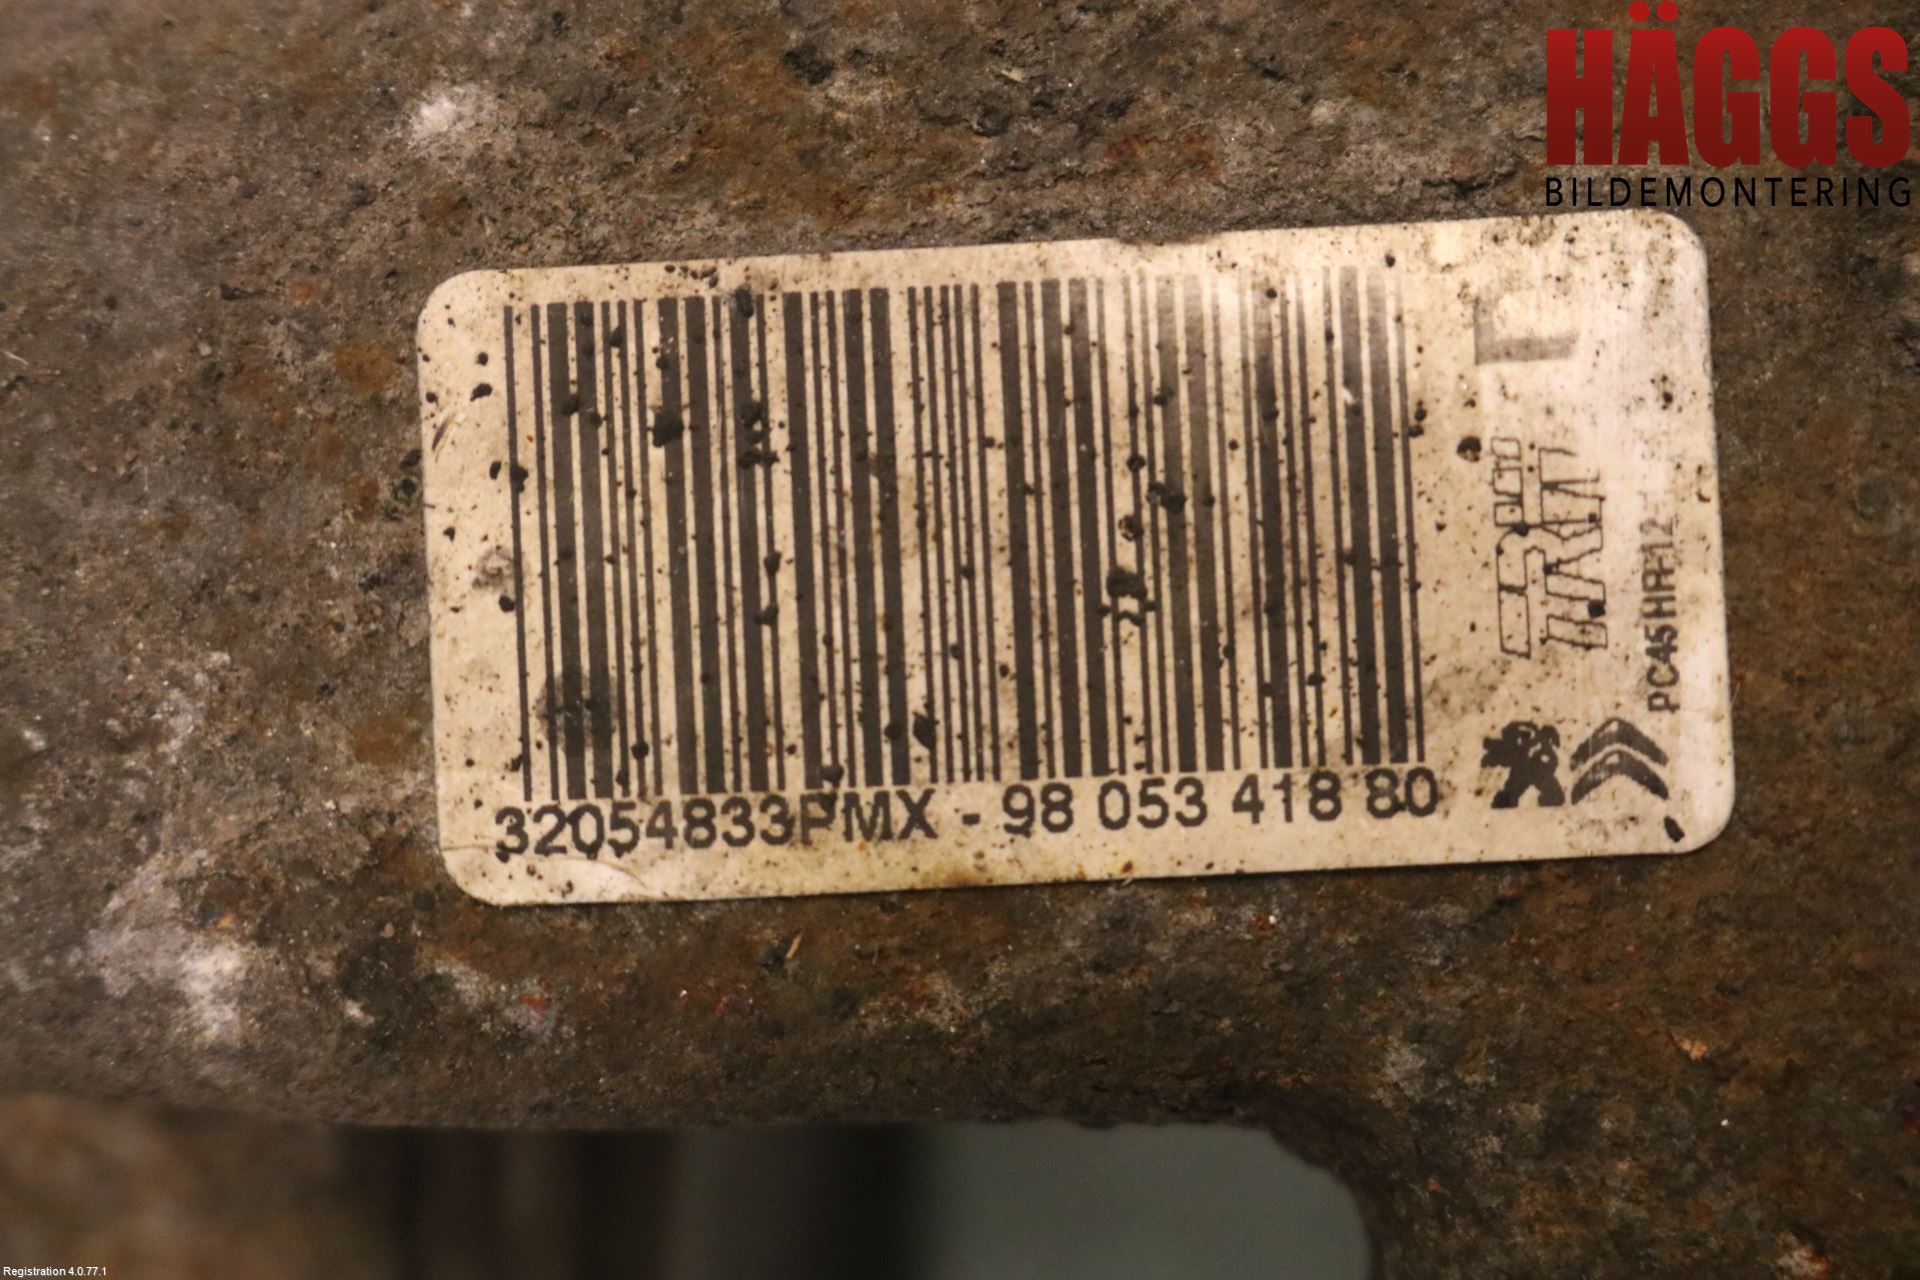 HÄGGS
BILDEMONTERING
PC45HR12
32054833PMX - 98 053 418 80
Registration 4.0.77.1